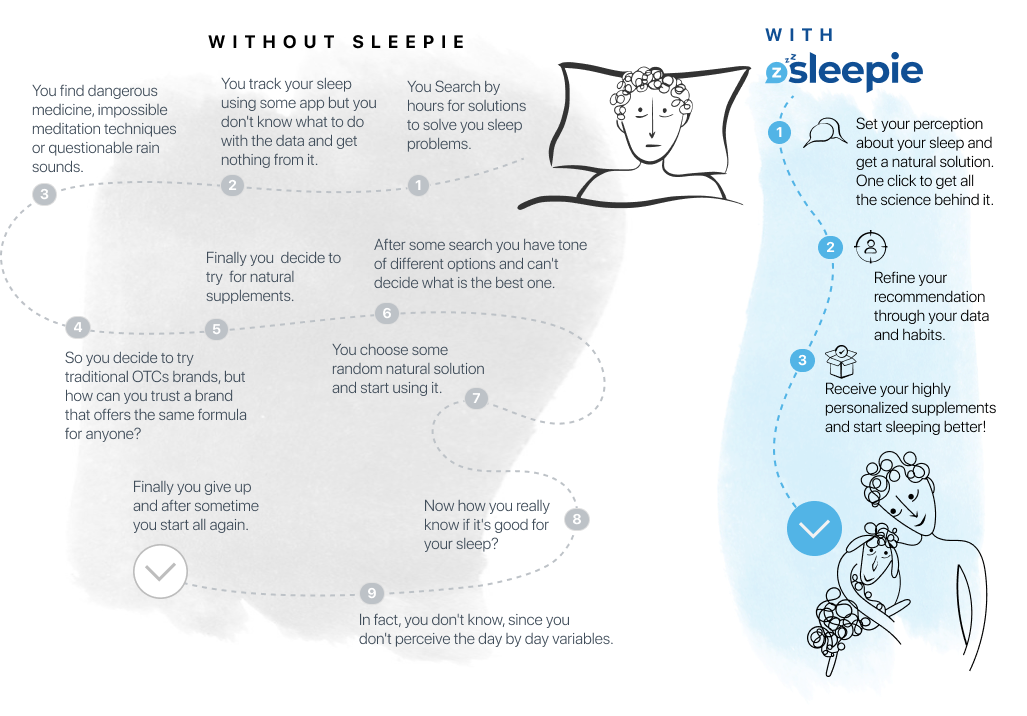 WITHOUT SLEEPIE
You Search by
hours for solutions
to solve you sleep
problems.
1
You track your sleep
using some app but you
don't know what to do
with the data and get
nothing from it.
2
You find dangerous
medicine, impossible
meditation techniques
or questionable rain
sounds.
3
4
So you decide to try
traditional OTCs brands, but
how can you trust a brand
that offers the same formula
for anyone?
Finally you decide to
try for natural
supplements.
5
After some search you have tone
of different options and can't
decide what is the best one.
6
You choose some
random natural solution
and start using it.
7
Now how you really
know if it's good for
your sleep?
8
9
In fact, you don't know, since you
don't perceive the day by day variables.
Finally you give up
and after sometime
you start all again.
WITH
z zzz sleepie
1
Set your perception
about your sleep and
get a natural solution.
One click to get all
the science behind it.
2
Refine your
recommendation
through your data
and habits.
3
Receive your highly
personalized supplements
and start sleeping better!